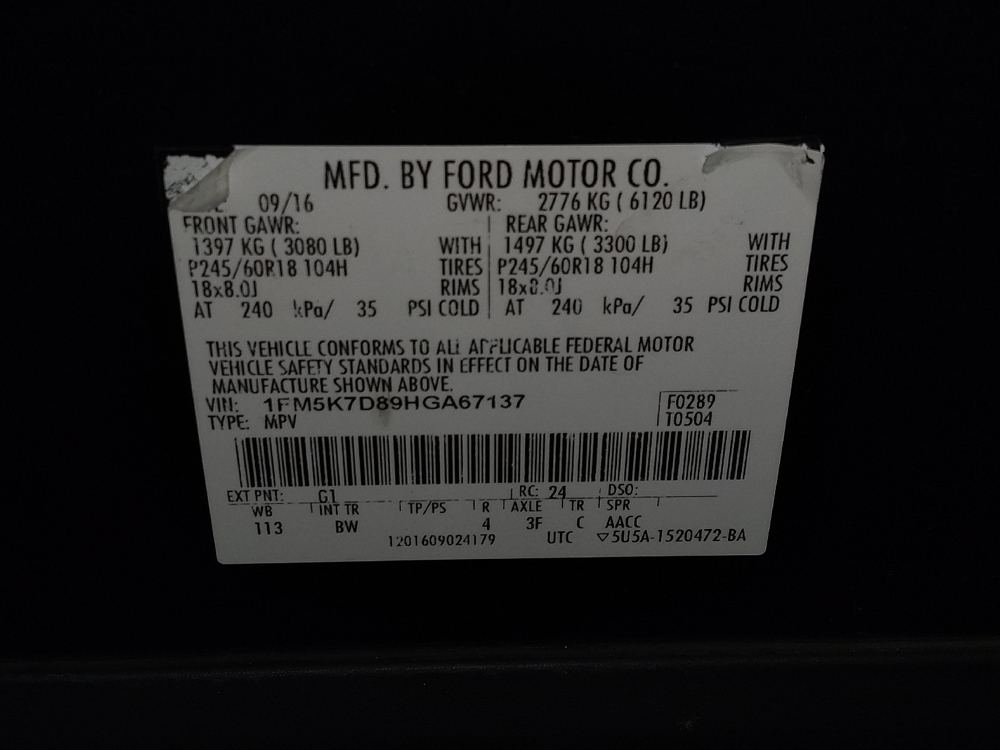 MFD. BY FORD MOTOR CO.
09/16 GVWR: 2776 KG ( 6120 LB)
FRONT GAWR: REAR GAWR:
1397 KG ( 3080 LB) WITH 1497 KG ( 3300 LB) WITH
P245/60R18 104H TIRES P245/60R18 104H TIRES
18x8.0J RIMS 18x8.0J RIMS
AT 240 kPa/ 35 PSI COLD AT 240 kPa/ 35 PSI COLD
THIS VEHICLE CONFORMS TO ALL APPLICABLE FEDERAL MOTOR
VEHICLE SAFETY STANDARDS IN EFFECT ON THE DATE OF
MANUFACTURE SHOWN ABOVE.
VIN: 1FM5K7D89HGA67137 F0289
TYPE: MPV T0504
EXT PNT: G1 RC: 24 DSO:
WB INT TR TP/PS R AXLE TR SPR
113 BW 4 3F C AACC
1201609024179 UTC ▽5U5A-1520472-BA